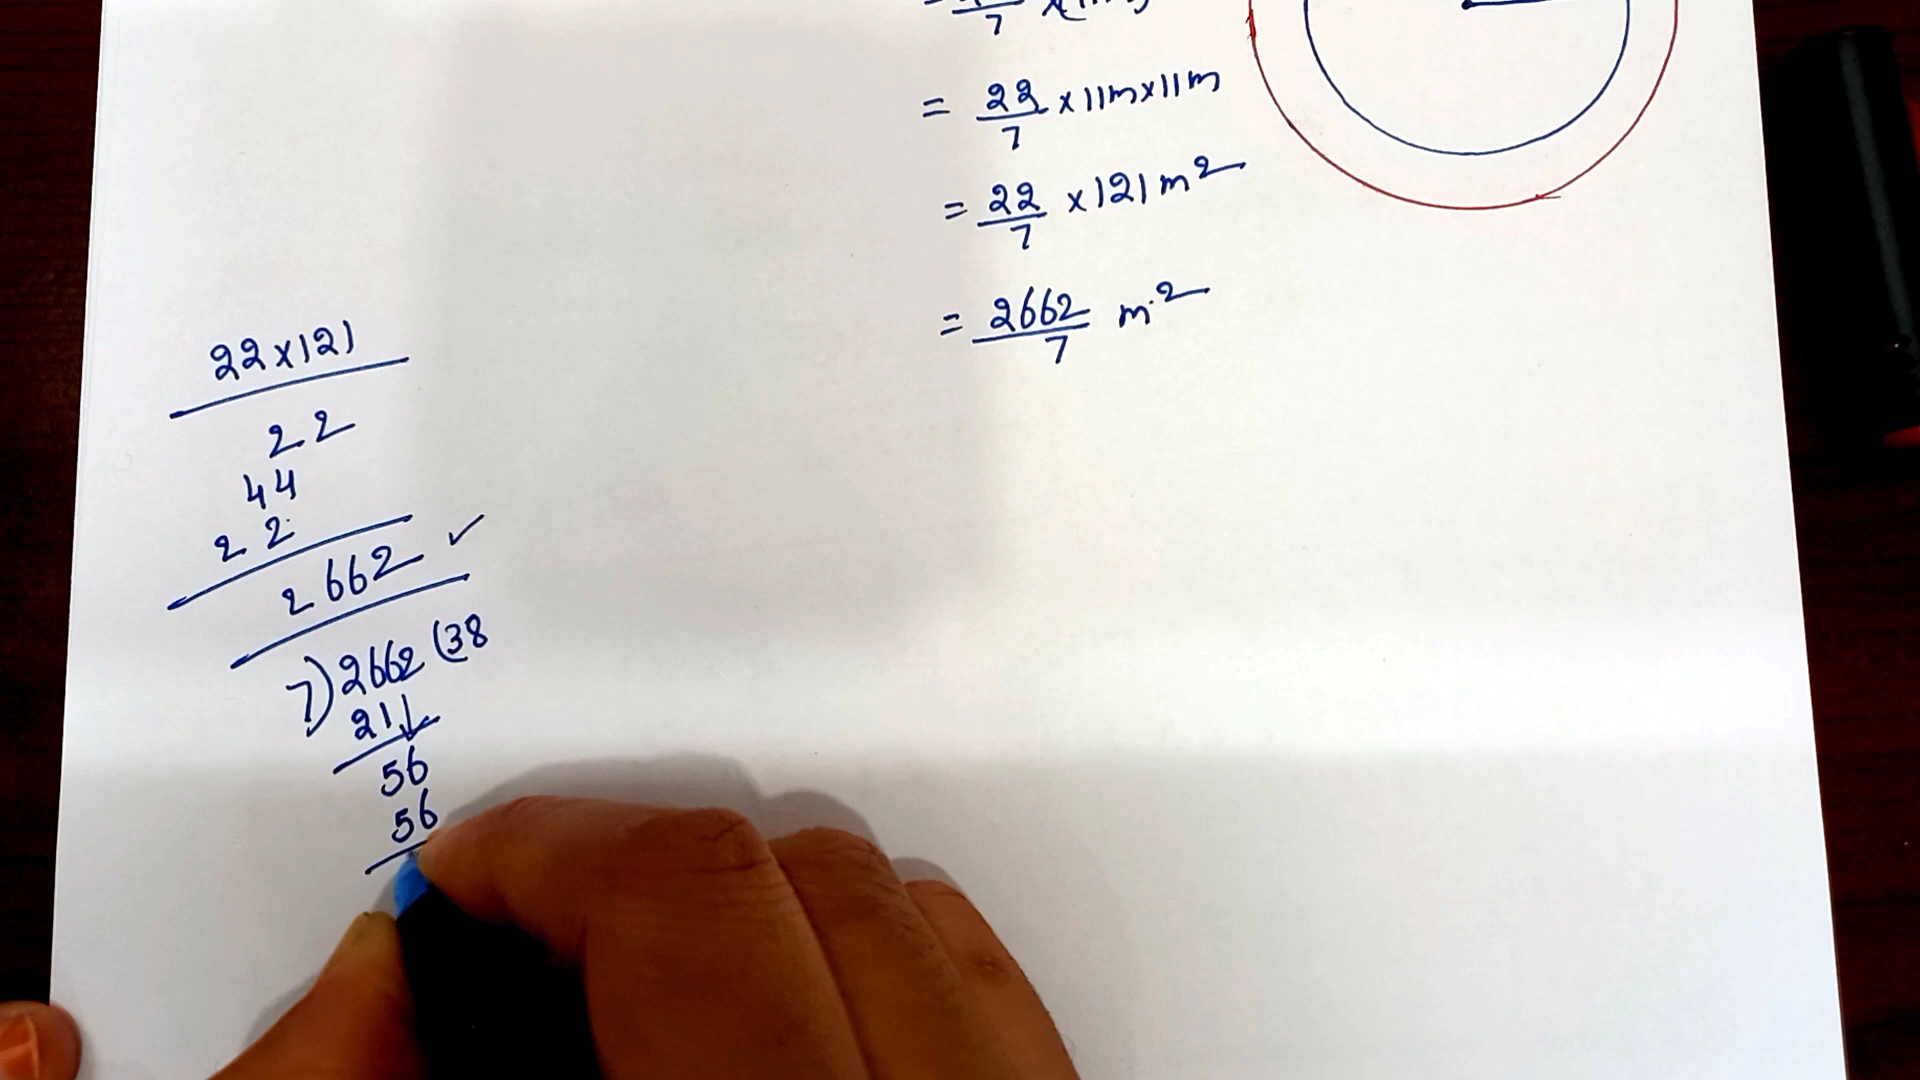 = 22/7 × 11m × 11m
= 22/7 × 121 m²
= 2662/7 m²
22 × 121
22
44
22
2662 ✓
7)2662(38
21↓
56
56